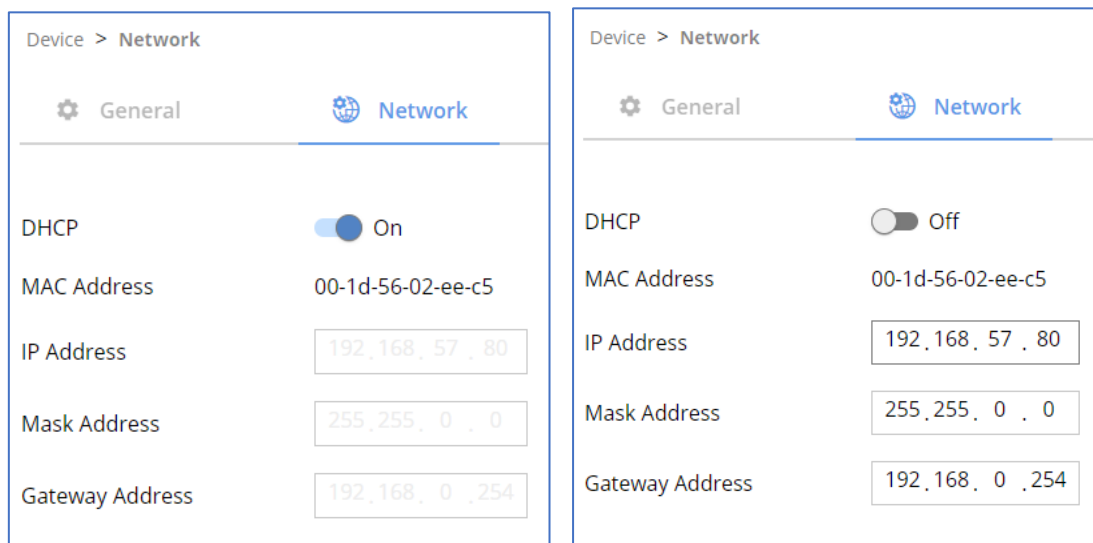 Device > Network
General
Network
DHCP
On
MAC Address
00-1d-56-02-ee-c5
IP Address
192.168.57.80
Mask Address
255.255.0.0
Gateway Address
192.168.0.254
Device > Network
General
Network
DHCP
Off
MAC Address
00-1d-56-02-ee-c5
IP Address
192.168.57.80
Mask Address
255.255.0.0
Gateway Address
192.168.0.254